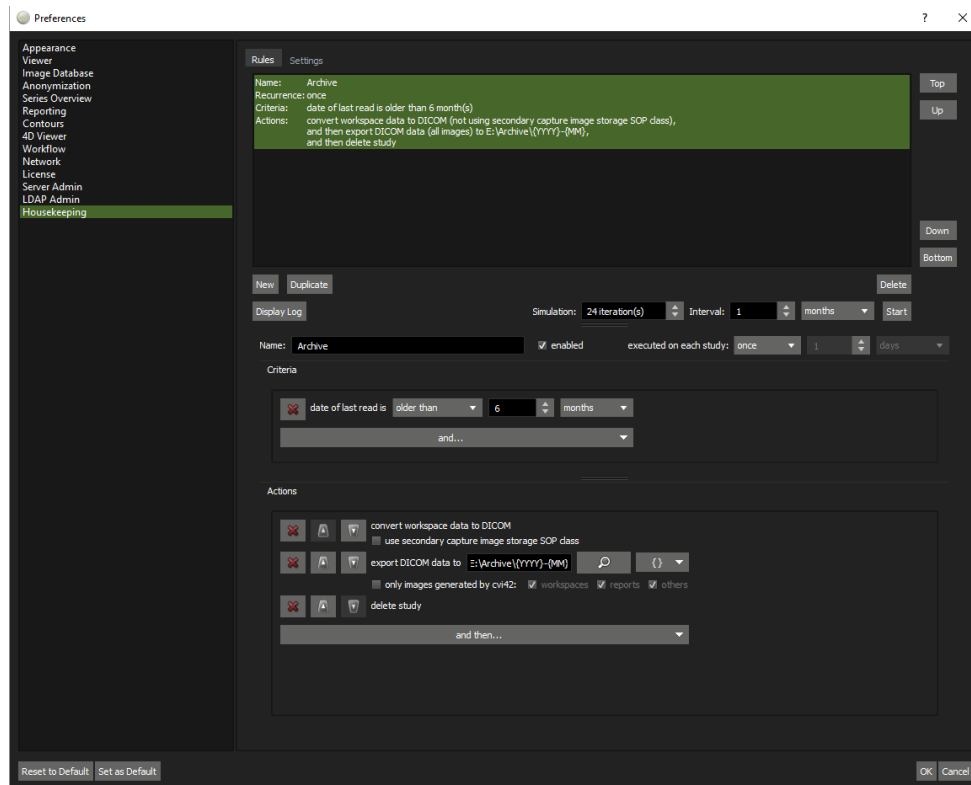 Preferences
?
Appearance
Viewer
Image Database
Anonymization
Series Overview
Reporting
Contours
4D Viewer
Workflow
Network
License
Server Admin
LDAP Admin
Housekeeping
Rules Settings
Name: Archive
Recurrence: once
Criteria: date of last read is older than 6 month(s)
Actions: convert workspace data to DICOM (not using secondary capture image storage SOP class),
and then export DICOM data (all images) to E:\Archive\{YYYY}-{MM},
and then delete study
Top
Up
Down
Bottom
New Duplicate Delete
Display Log Simulation: 24 iteration(s) Interval: 1 months Start
Name: Archive enabled executed on each study: once 1 days
Criteria
date of last read is older than 6 months
and...
Actions
convert workspace data to DICOM
use secondary capture image storage SOP class
export DICOM data to E:\Archive\{YYYY}-{MM} {}
only images generated by cvi42: workspaces reports others
delete study
and then...
Reset to Default Set as Default OK Cancel